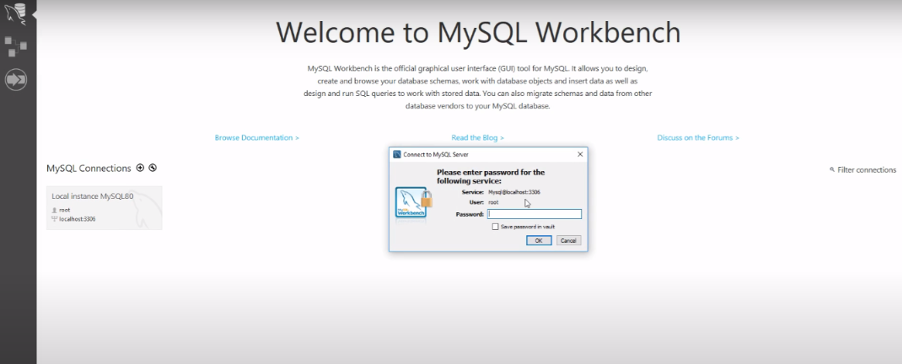 Welcome to MySQL Workbench
MySQL Workbench is the official graphical user interface (GUI) tool for MySQL. It allows you to design,
create and browse your database schemas, work with database objects and insert data as well as
design and run SQL queries to work with stored data. You can also migrate schemas and data from other
database vendors to your MySQL database.
Browse Documentation >
Read the Blog >
Discuss on the Forums >
MySQL Connections
Filter connections
Local instance MySQL80
root
localhost:3306
Connect to MySQL Server
Please enter password for the
following service:
Service: Mysql@localhost:3306
User: root
Password:
Save password in vault
OK
Cancel
Workbench